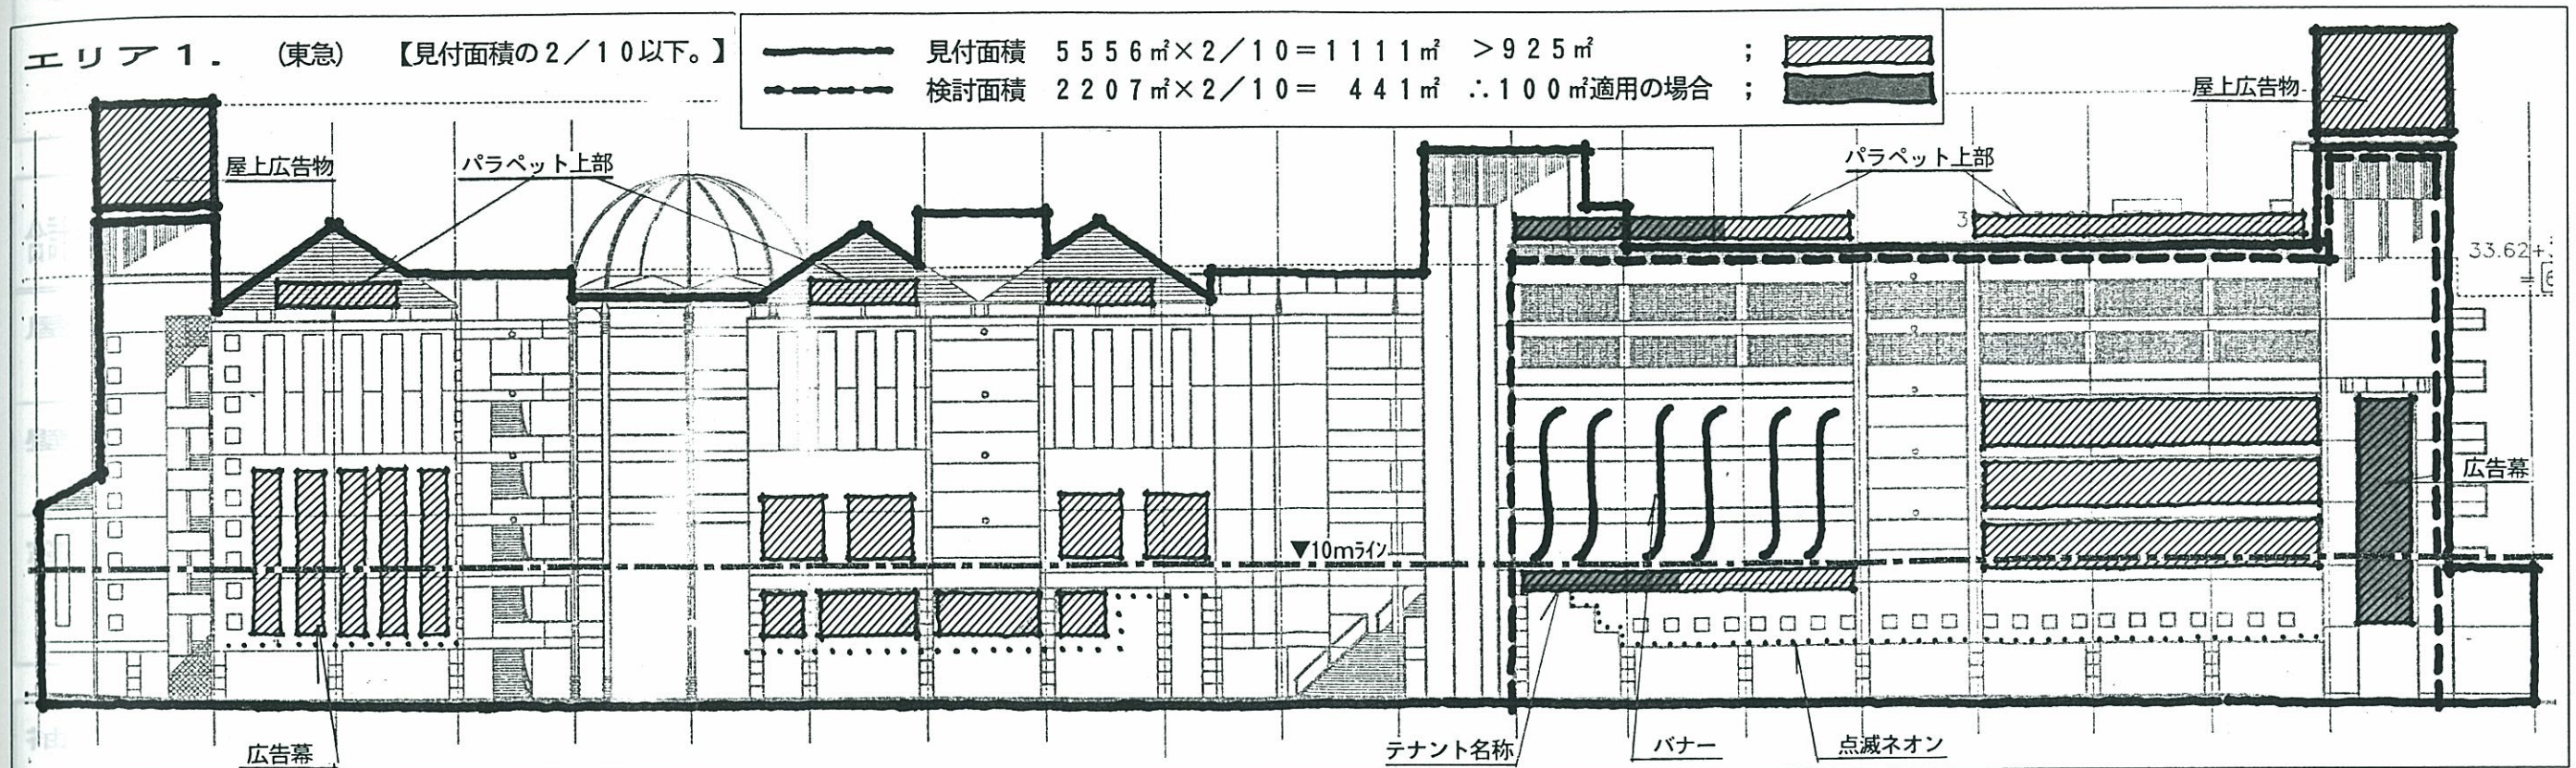 エリア1. (東急) 【見付面積の2/10以下。】
見付面積 5556㎡×2/10=1111㎡ >925㎡ ;
検討面積 2207㎡×2/10= 441㎡ ∴100㎡適用の場合 ;
屋上広告物
屋上広告物
パラペット上部
パラペット上部
33.62+
広告幕
▼10mライン
広告幕
テナント名称
バナー
点滅ネオン